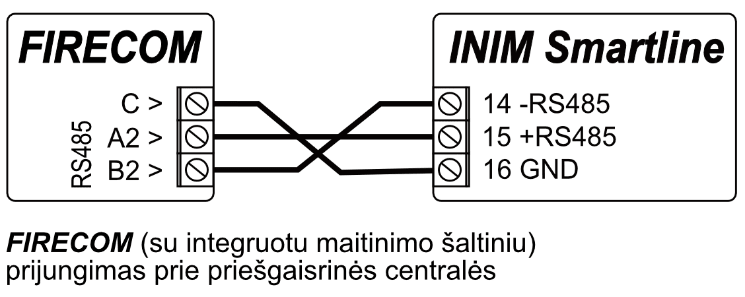 FIRECOM
INIM Smartline
C >
14 -RS485
RS485
A2 >
15 +RS485
B2 >
16 GND
FIRECOM (su integruotu maitinimo šaltiniu)
prijungimas prie priešgaisrinės centralės